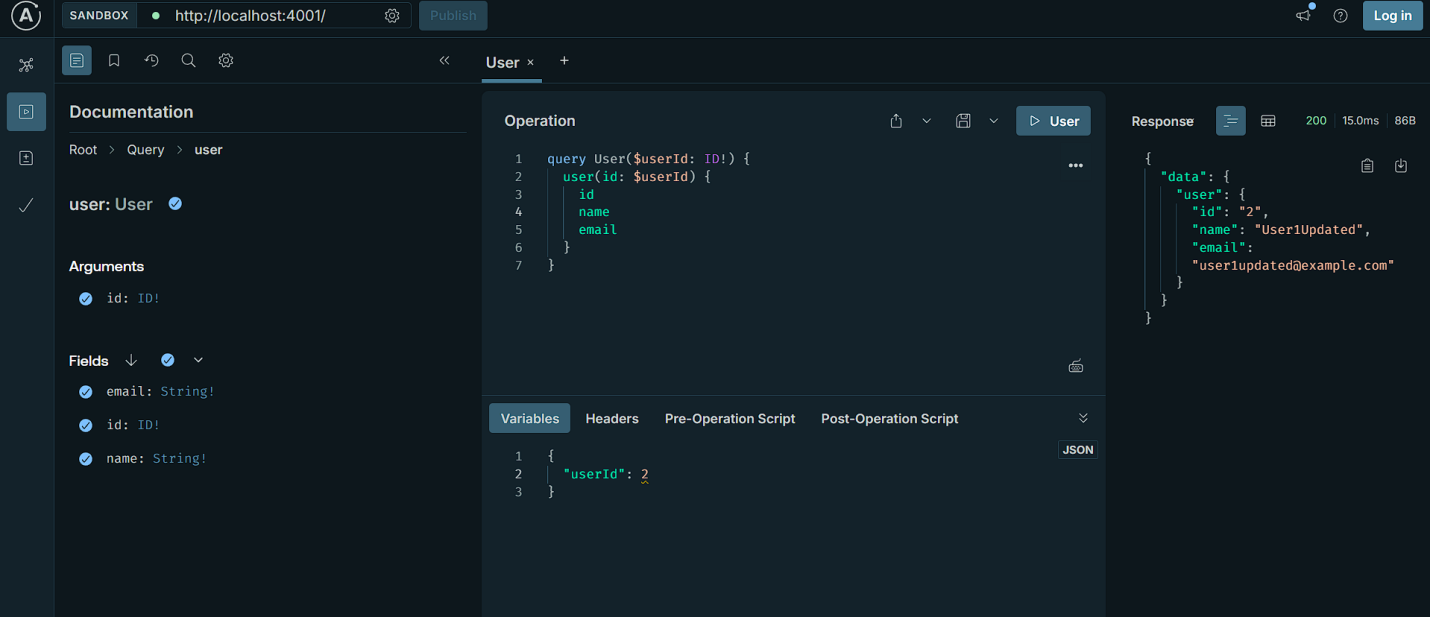 A
SANDBOX
http://localhost:4001/
Publish
Log in
Documentation
Root > Query > user
user: User
Arguments
id: ID!
Fields
email: String!
id: ID!
name: String!
User × +
Operation
User
1 query User($userId: ID!) {
2 user(id: $userId) {
3 id
4 name
5 email
6 }
7 }
Variables Headers Pre-Operation Script Post-Operation Script
JSON
1 {
2 "userId": 2
3 }
Response
200 15.0ms 86B
{
"data": {
"user": {
"id": "2",
"name": "User1Updated",
"email":
"user1updated@example.com"
}
}
}